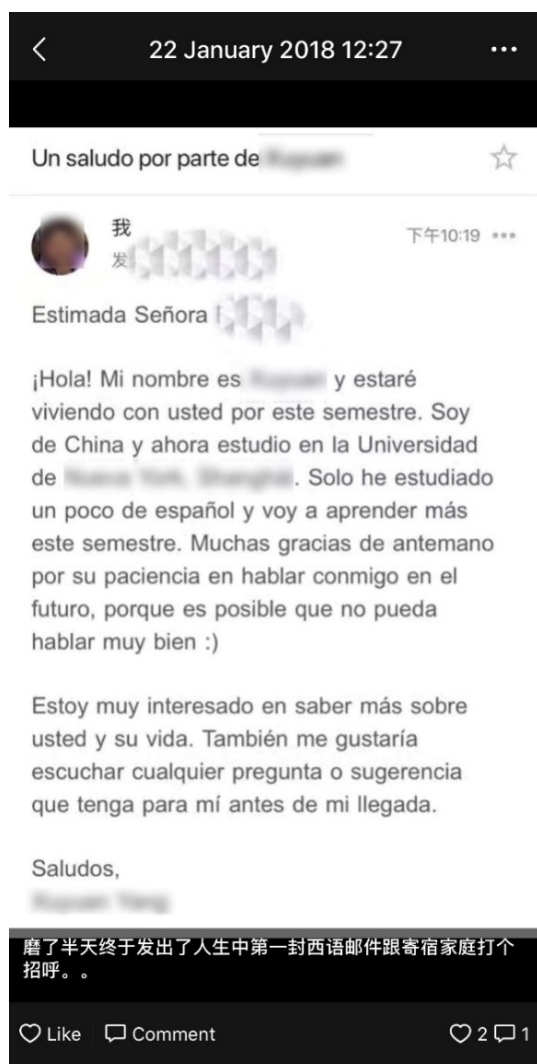 22 January 2018 12:27
Un saludo por parte de
我
下午10:19
发
Estimada Señora
¡Hola! Mi nombre es y estaré
viviendo con usted por este semestre. Soy
de China y ahora estudio en la Universidad
de . Solo he estudiado
un poco de español y voy a aprender más
este semestre. Muchas gracias de antemano
por su paciencia en hablar conmigo en el
futuro, porque es posible que no pueda
hablar muy bien :)
Estoy muy interesado en saber más sobre
usted y su vida. También me gustaría
escuchar cualquier pregunta o sugerencia
que tenga para mí antes de mi llegada.
Saludos,
磨了半天终于发出了人生中第一封西语邮件跟寄宿家庭打个
招呼。。
Like Comment 2 1